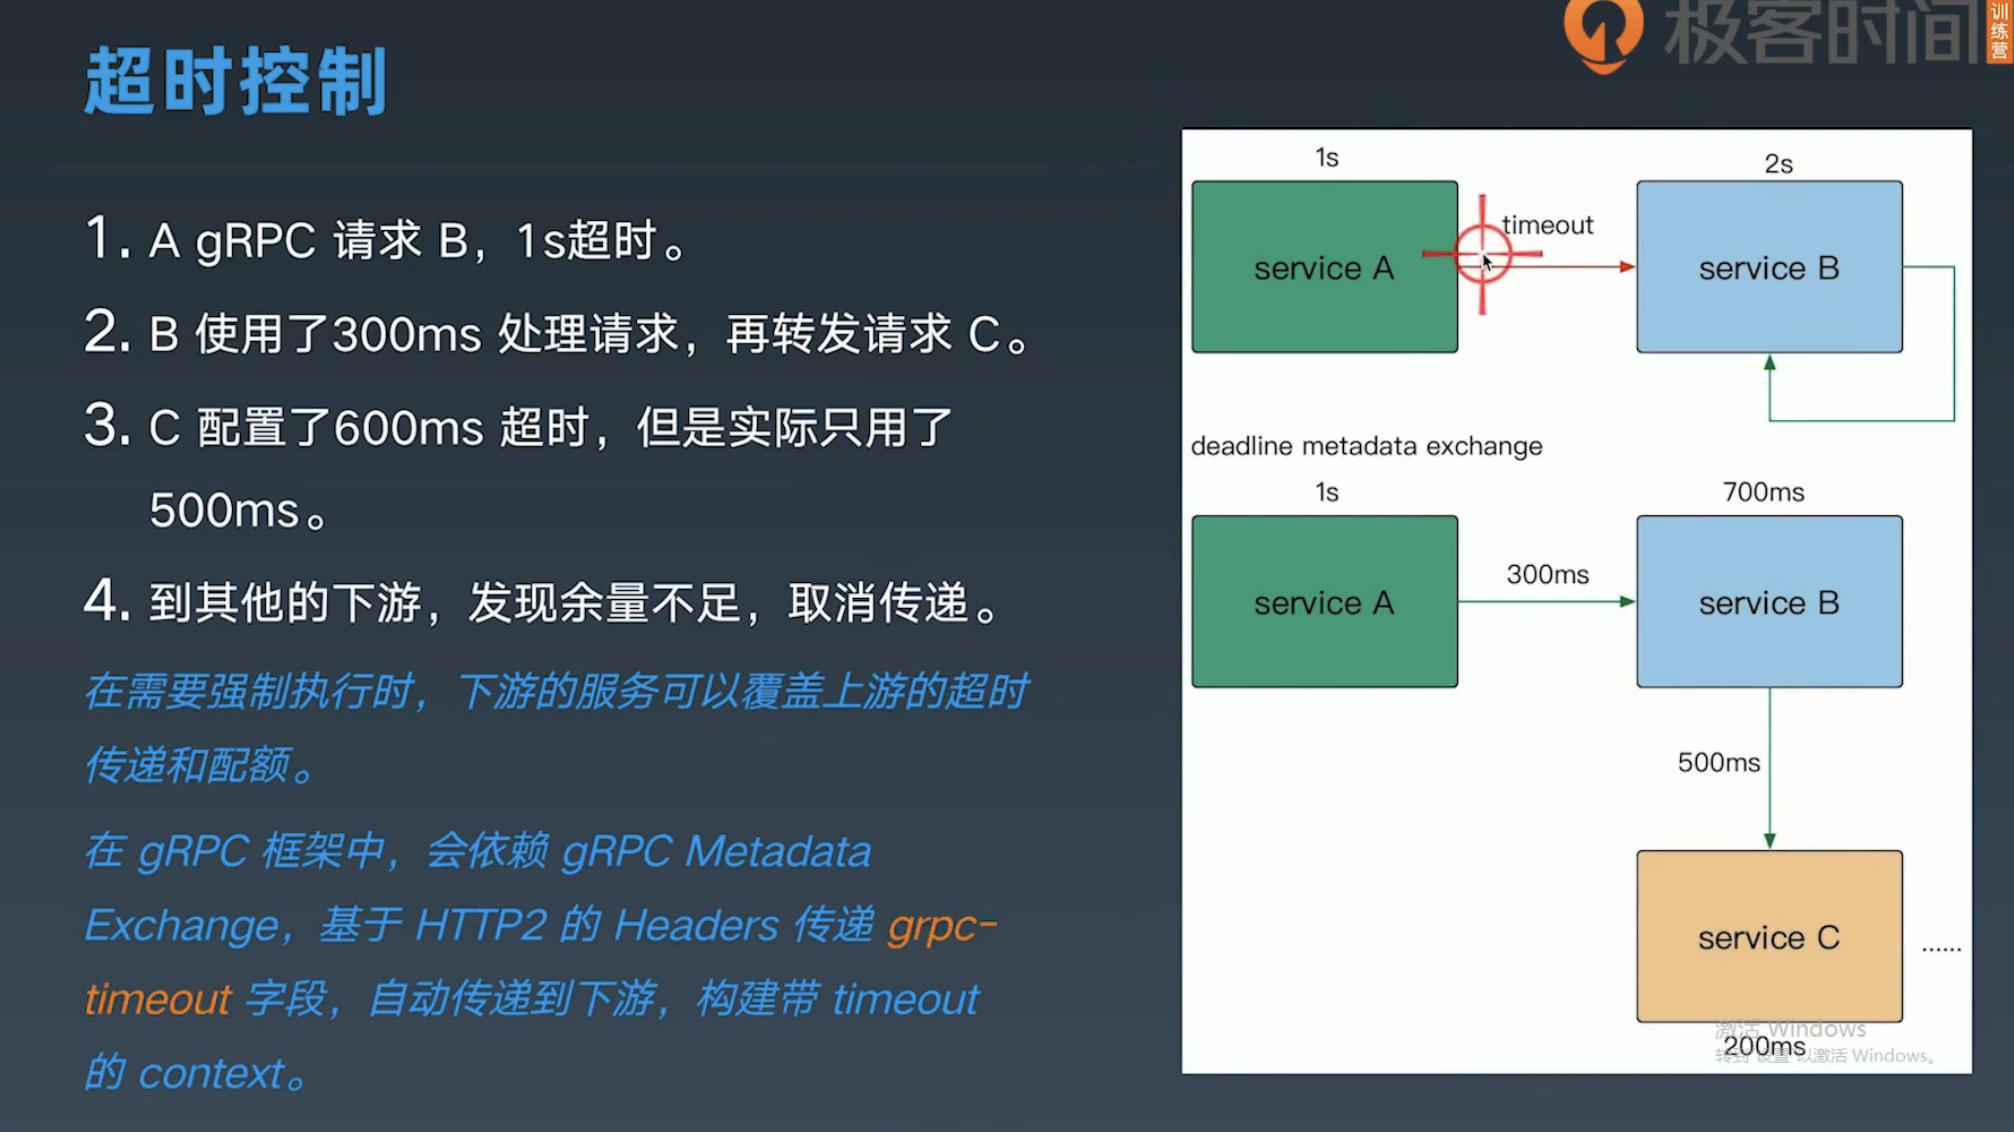 极客时间
训练营
超时控制
1. A gRPC 请求 B，1s超时。
2. B 使用了300ms 处理请求，再转发请求 C。
3. C 配置了600ms 超时，但是实际只用了
500ms。
4. 到其他的下游，发现余量不足，取消传递。
在需要强制执行时，下游的服务可以覆盖上游的超时
传递和配额。
在 gRPC 框架中，会依赖 gRPC Metadata
Exchange，基于 HTTP2 的 Headers 传递 grpc-
timeout 字段，自动传递到下游，构建带 timeout
的 context。
1s
2s
timeout
service A
service B
deadline metadata exchange
1s
700ms
300ms
service A
service B
500ms
service C
......
200ms
激活 Windows
转到"设置"以激活 Windows。